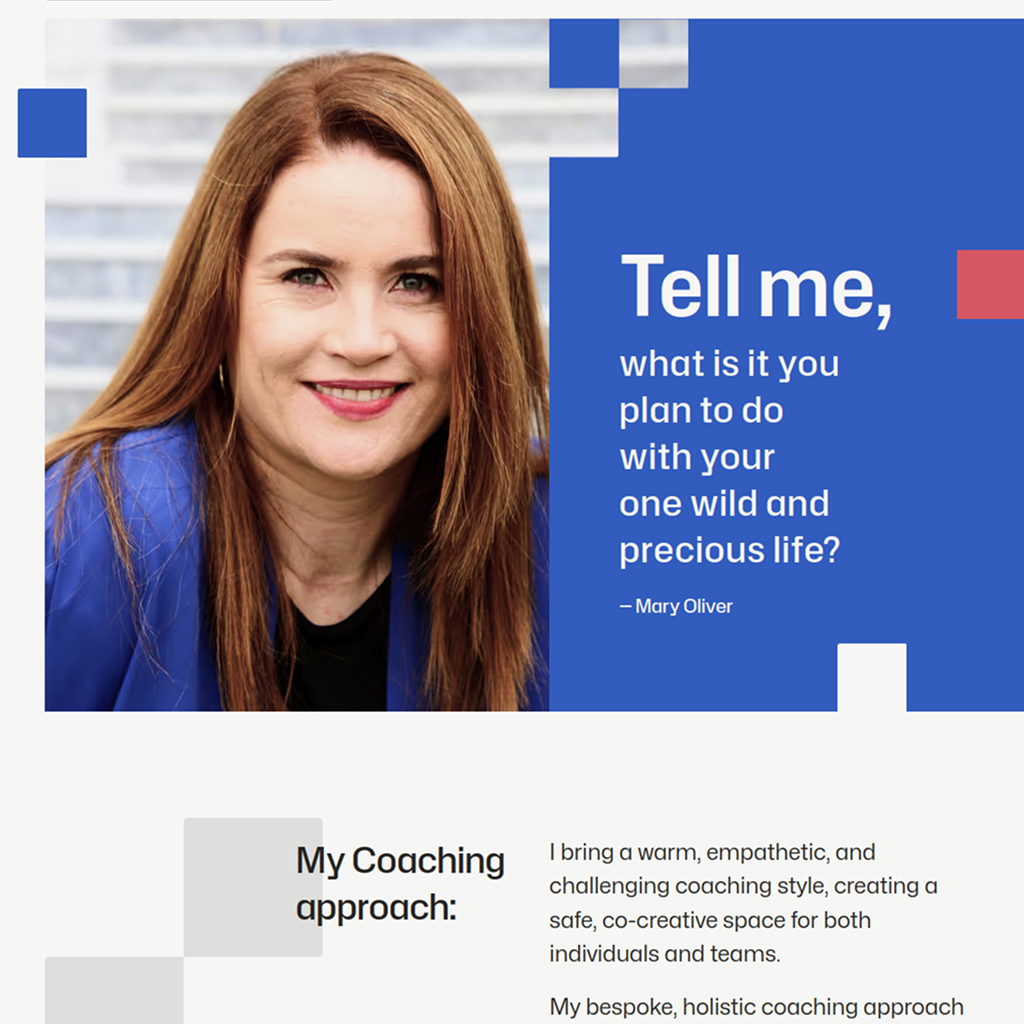 Tell me,
what is it you
plan to do
with your
one wild and
precious life?
– Mary Oliver
My Coaching
approach:
I bring a warm, empathetic, and
challenging coaching style, creating a
safe, co-creative space for both
individuals and teams.
My bespoke, holistic coaching approach